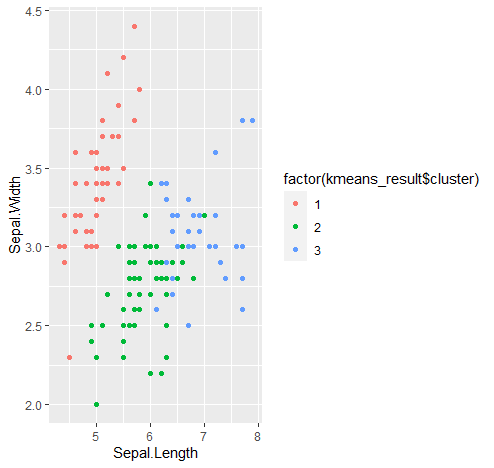 4.5
4.0
3.5
3.0
2.5
2.0
Sepal.Width
5 6 7 8
Sepal.Length
factor(kmeans_result$cluster)
1
2
3